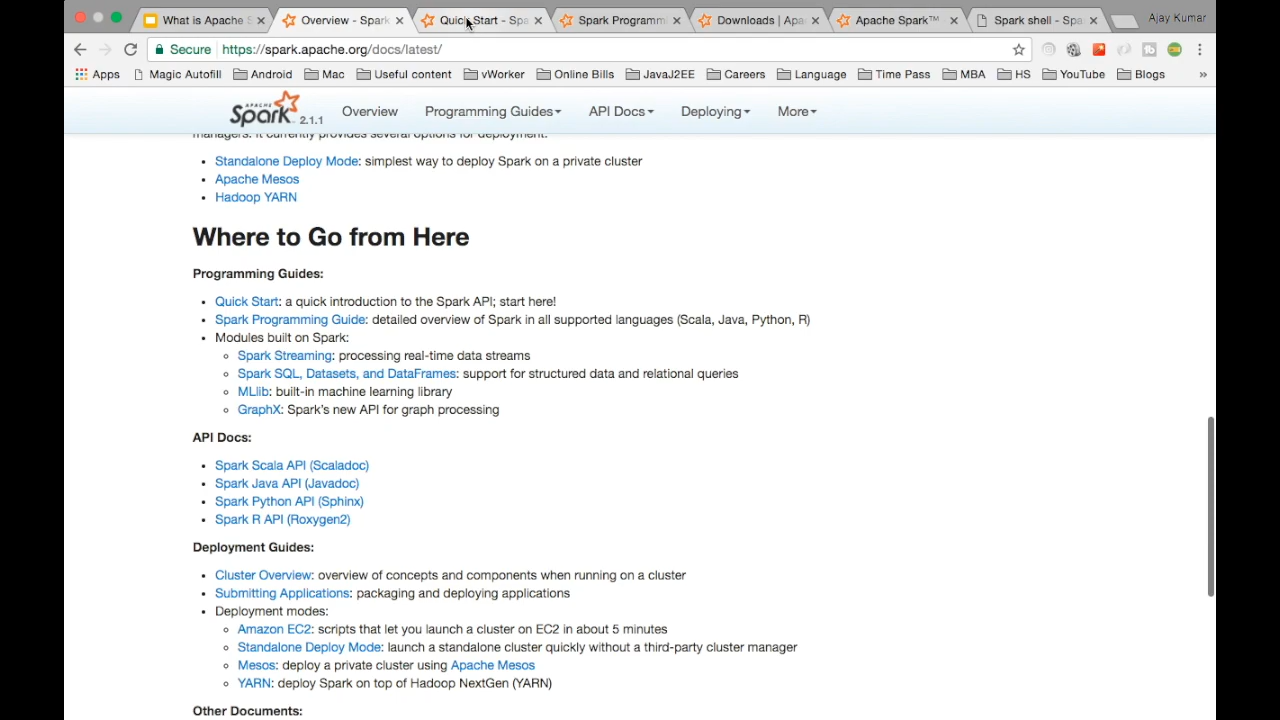 What is Apache S
Overview - Spark
Quick Start - Spa
Spark Programmi
Downloads | Apa
Apache Spark™
Spark shell - Spa
Ajay Kumar
Secure https://spark.apache.org/docs/latest/
Apps Magic Autofill Android Mac Useful content vWorker Online Bills JavaJ2EE Careers Language Time Pass MBA HS YouTube Blogs »
APACHE Spark 2.1.1 Overview Programming Guides API Docs Deploying More
managers. It currently provides several options for deployment:
• Standalone Deploy Mode: simplest way to deploy Spark on a private cluster
• Apache Mesos
• Hadoop YARN
Where to Go from Here
Programming Guides:
• Quick Start: a quick introduction to the Spark API; start here!
• Spark Programming Guide: detailed overview of Spark in all supported languages (Scala, Java, Python, R)
• Modules built on Spark:
◦ Spark Streaming: processing real-time data streams
◦ Spark SQL, Datasets, and DataFrames: support for structured data and relational queries
◦ MLlib: built-in machine learning library
◦ GraphX: Spark's new API for graph processing
API Docs:
• Spark Scala API (Scaladoc)
• Spark Java API (Javadoc)
• Spark Python API (Sphinx)
• Spark R API (Roxygen2)
Deployment Guides:
• Cluster Overview: overview of concepts and components when running on a cluster
• Submitting Applications: packaging and deploying applications
• Deployment modes:
◦ Amazon EC2: scripts that let you launch a cluster on EC2 in about 5 minutes
◦ Standalone Deploy Mode: launch a standalone cluster quickly without a third-party cluster manager
◦ Mesos: deploy a private cluster using Apache Mesos
◦ YARN: deploy Spark on top of Hadoop NextGen (YARN)
Other Documents: